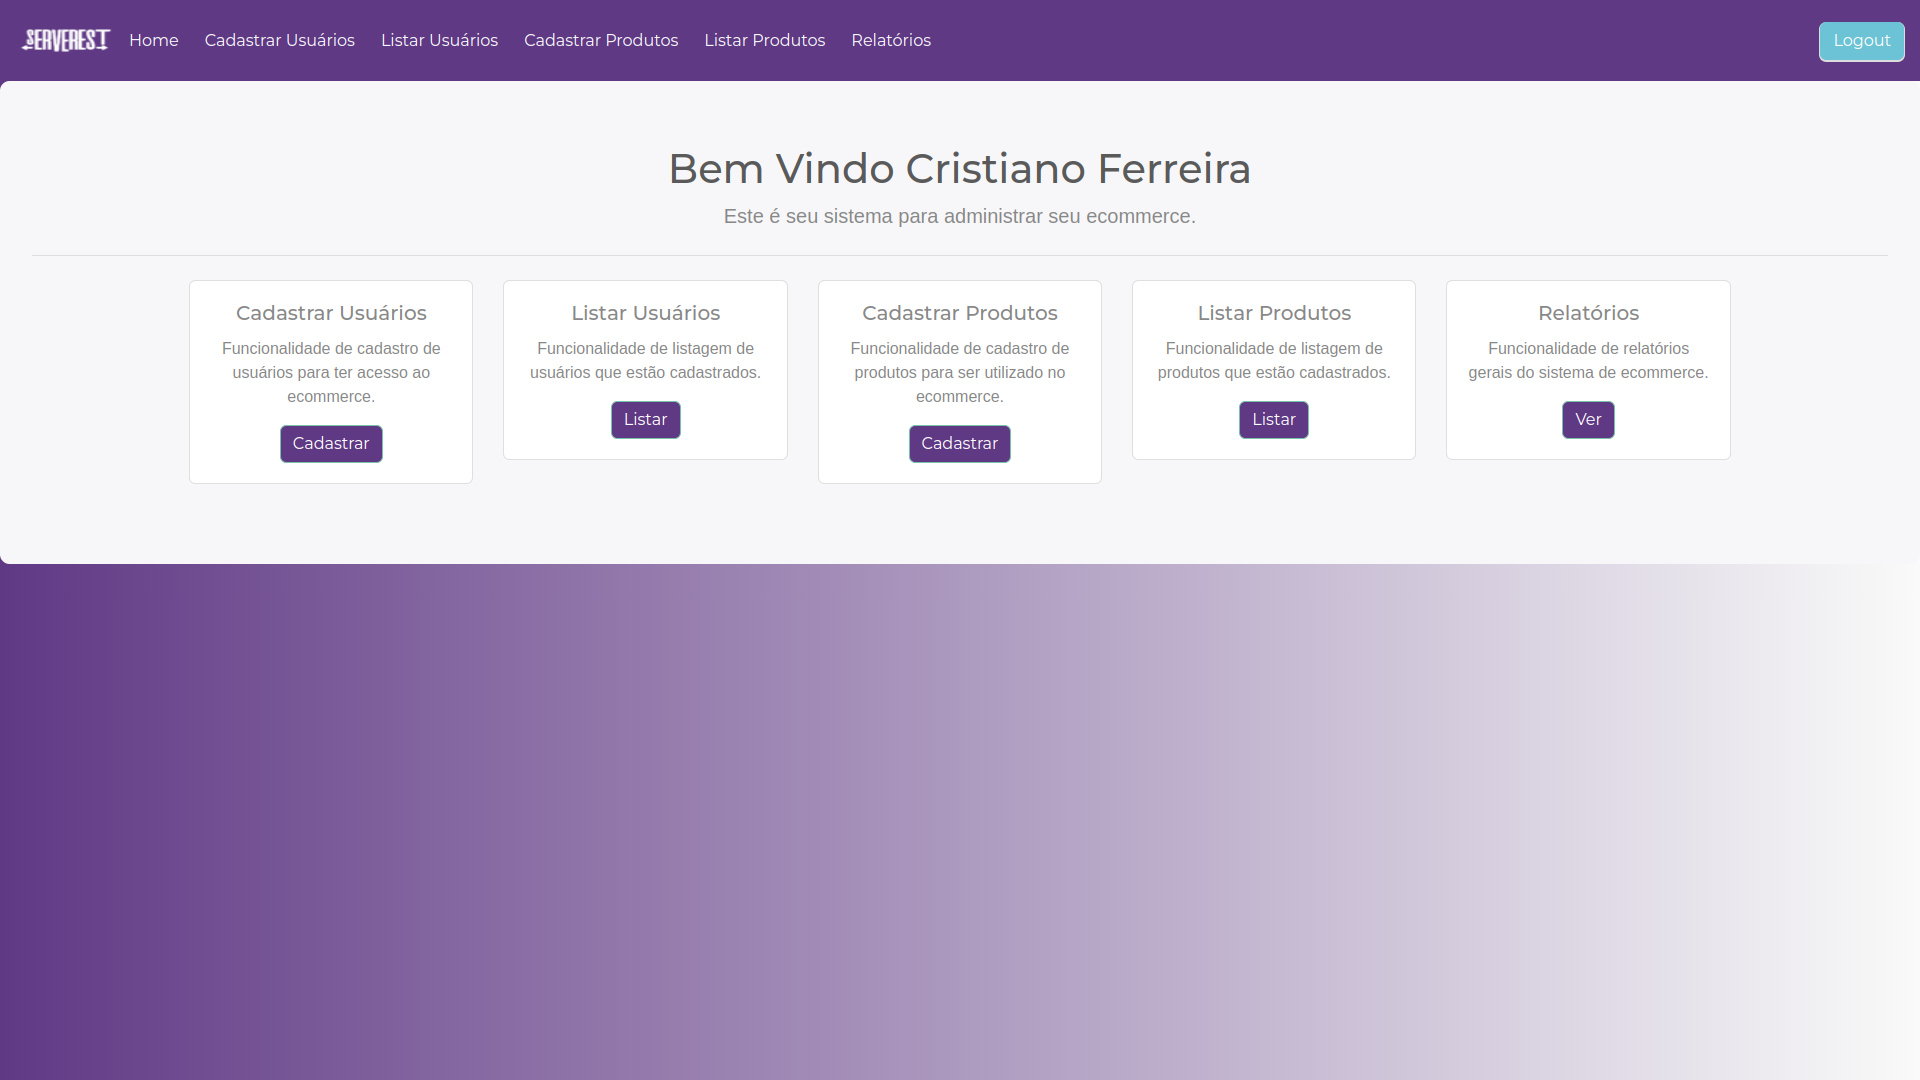 SERVEREST Home Cadastrar Usuários Listar Usuários Cadastrar Produtos Listar Produtos Relatórios Logout
Bem Vindo Cristiano Ferreira
Este é seu sistema para administrar seu ecommerce.
Cadastrar Usuários
Funcionalidade de cadastro de
usuários para ter acesso ao
ecommerce.
Cadastrar
Listar Usuários
Funcionalidade de listagem de
usuários que estão cadastrados.
Listar
Cadastrar Produtos
Funcionalidade de cadastro de
produtos para ser utilizado no
ecommerce.
Cadastrar
Listar Produtos
Funcionalidade de listagem de
produtos que estão cadastrados.
Listar
Relatórios
Funcionalidade de relatórios
gerais do sistema de ecommerce.
Ver